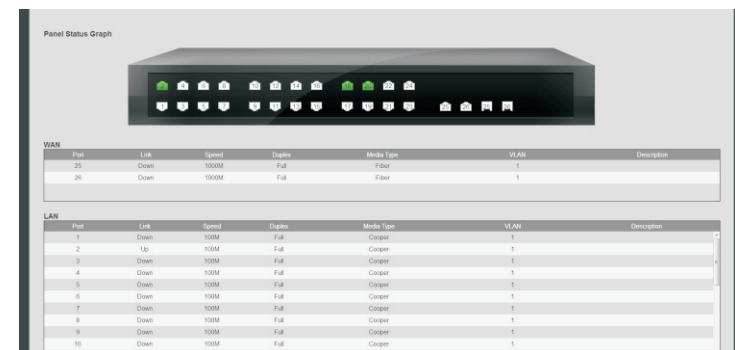 Panel Status Graph
2 4 6 8 10 12 14 16 18 20 22 24
1 3 5 7 9 11 13 15 17 19 21 23 25 26
WAN
Port Link Speed Duplex Media Type VLAN Description
25 Down 1000M Full Fiber 1
26 Down 1000M Full Fiber 1
LAN
Port Link Speed Duplex Media Type VLAN Description
1 Down 100M Full Cooper 1
2 Up 100M Full Cooper 1
3 Down 100M Full Cooper 1
4 Down 100M Full Cooper 1
5 Down 100M Full Cooper 1
6 Down 100M Full Cooper 1
7 Down 100M Full Cooper 1
8 Down 100M Full Cooper 1
9 Down 100M Full Cooper 1
10 Down 100M Full Cooper 1